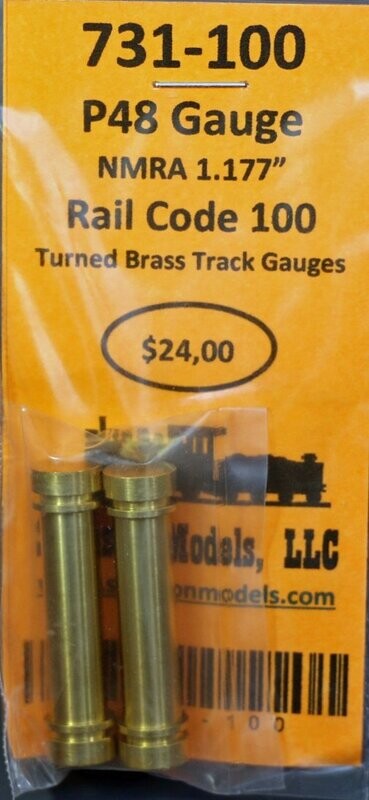 731-100
P48 Gauge
NMRA 1.177”
Rail Code 100
Turned Brass Track Gauges
$24,00
Models, LLC
onmodels.com
-100